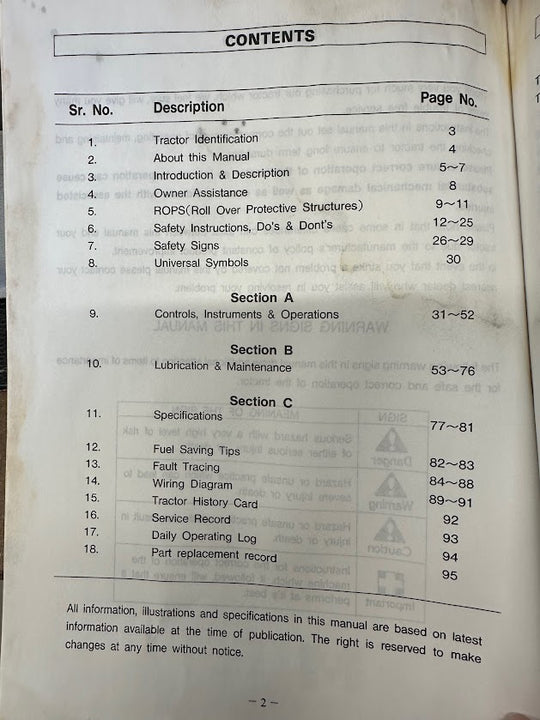 CONTENTS
Sr. No. Description Page No.
1. Tractor Identification 3
2. About this Manual 4
3. Introduction & Description 5~7
4. Owner Assistance 8
5. ROPS(Roll Over Protective Structures) 9~11
6. Safety Instructions, Do's & Dont's 12~25
7. Safety Signs 26~29
8. Universal Symbols 30
Section A
9. Controls, Instruments & Operations 31~52
Section B
10. Lubrication & Maintenance 53~76
Section C
11. Specifications 77~81
12. Fuel Saving Tips 82~83
13. Fault Tracing 84~88
14. Wiring Diagram 89~91
15. Tractor History Card 92
16. Service Record 93
17. Daily Operating Log 94
18. Part replacement record 95
All information, illustrations and specifications in this manual are based on latest
information available at the time of publication. The right is reserved to make
changes at any time without notice.
– 2 –